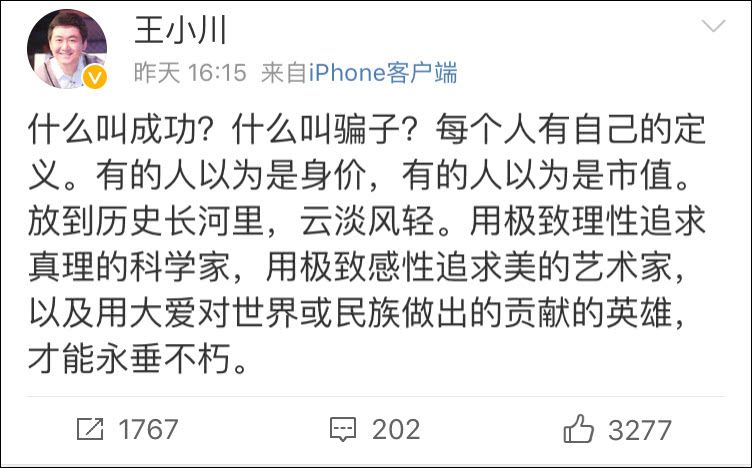 王小川
昨天 16:15 来自iPhone客户端
什么叫成功？什么叫骗子？每个人有自己的定
义。有的人以为是身价，有的人以为是市值。
放到历史长河里，云淡风轻。用极致理性追求
真理的科学家，用极致感性追求美的艺术家，
以及用大爱对世界或民族做出的贡献的英雄，
才能永垂不朽。
1767 202 3277